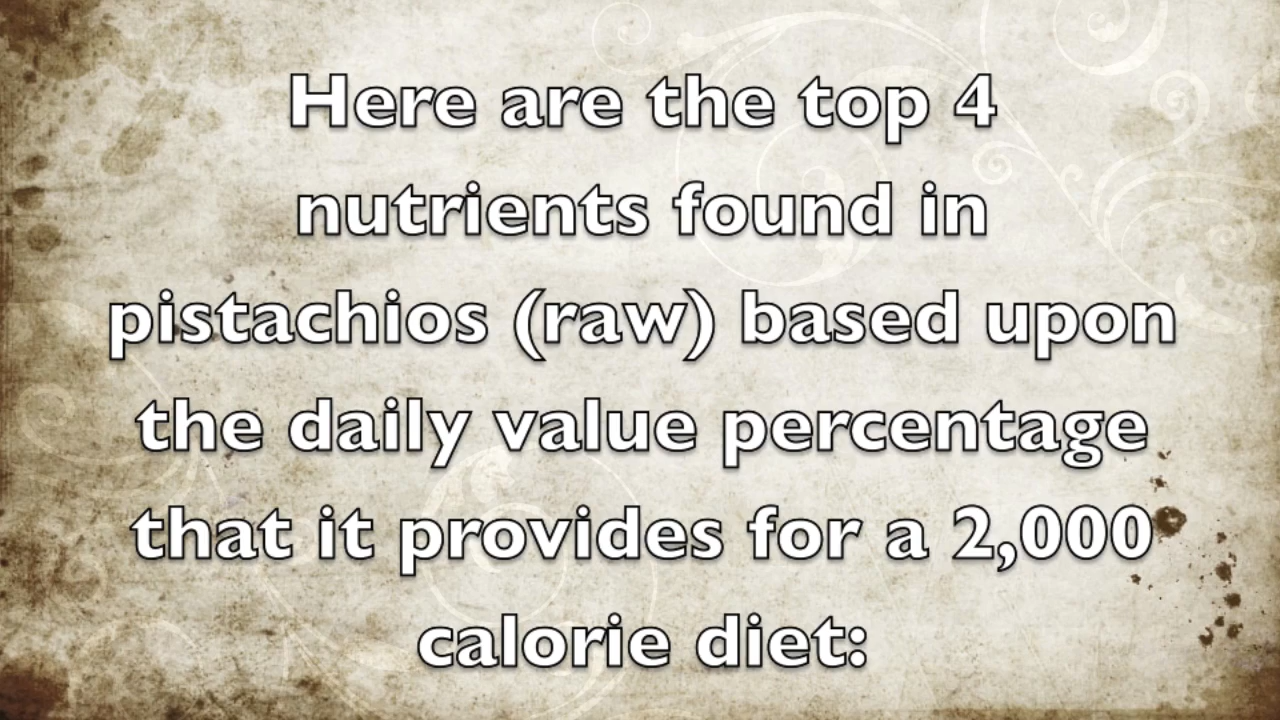 Here are the top 4
nutrients found in
pistachios (raw) based upon
the daily value percentage
that it provides for a 2,000
calorie diet: